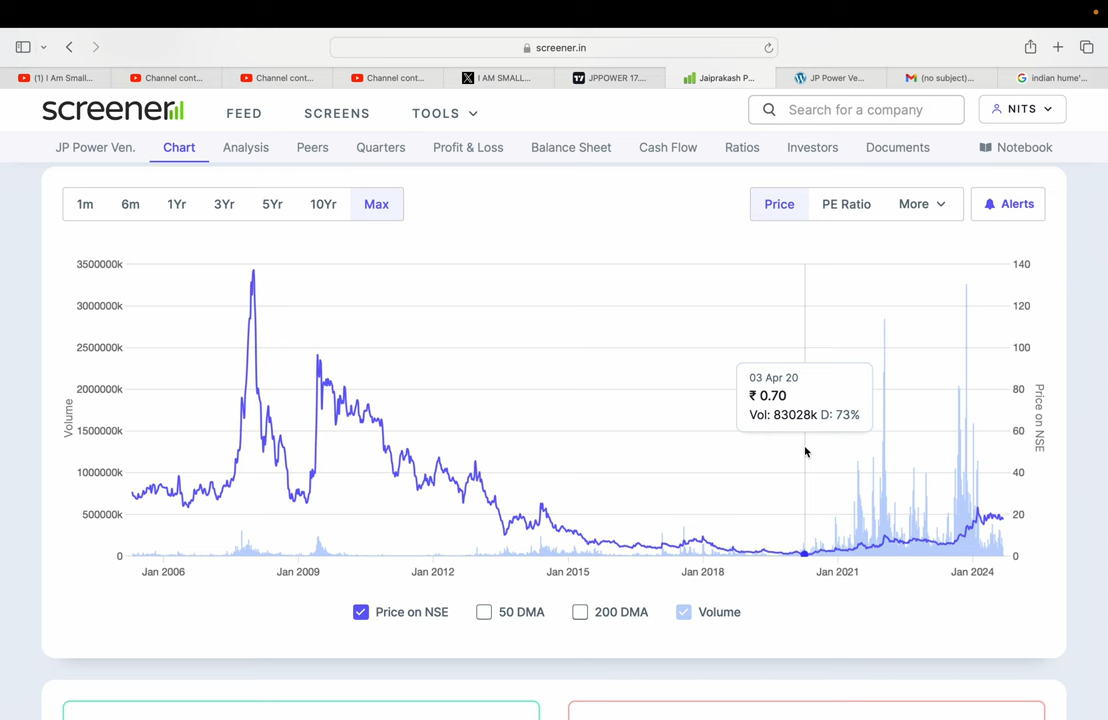 screener.in
(1) I Am Small...
Channel cont...
Channel cont...
Channel cont...
I AM SMALL...
JPPOWER 17....
Jaiprakash P...
JP Power Ve...
(no subject)...
indian hume'...
screener
FEED
SCREENS
TOOLS
Search for a company
NITS
JP Power Ven.
Chart
Analysis
Peers
Quarters
Profit & Loss
Balance Sheet
Cash Flow
Ratios
Investors
Documents
Notebook
1m
6m
1Yr
3Yr
5Yr
10Yr
Max
Price
PE Ratio
More
Alerts
3500000k
140
3000000k
120
2500000k
100
2000000k
80
1500000k
60
1000000k
40
500000k
20
0
0
Volume
Price on NSE
03 Apr 20
₹ 0.70
Vol: 83028k D: 73%
Jan 2006
Jan 2009
Jan 2012
Jan 2015
Jan 2018
Jan 2021
Jan 2024
Price on NSE
50 DMA
200 DMA
Volume